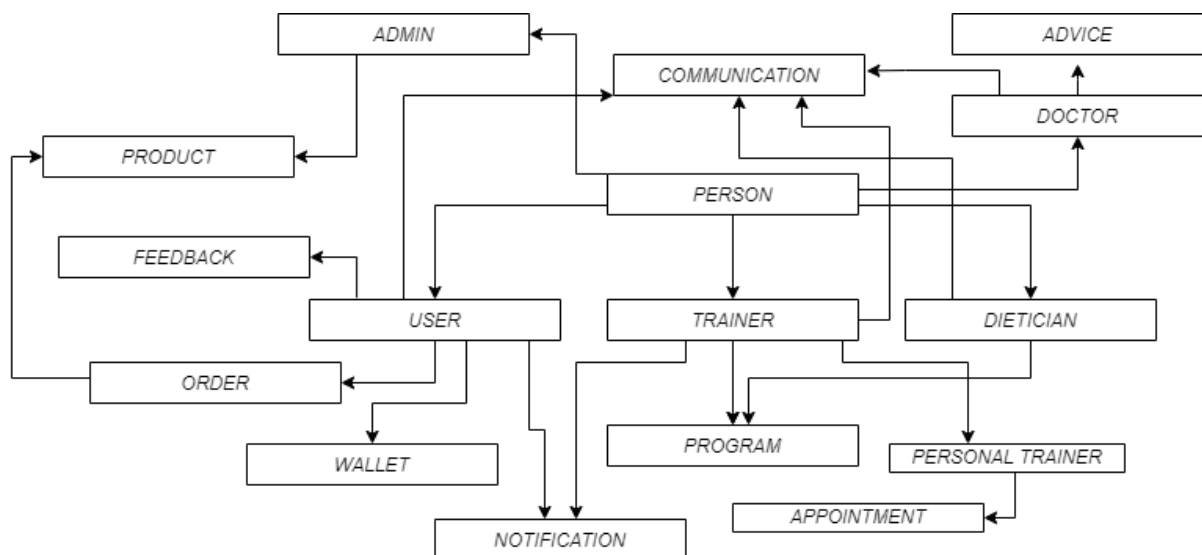 ADMIN
ADVICE
COMMUNICATION
DOCTOR
PRODUCT
PERSON
FEEDBACK
USER
TRAINER
DIETICIAN
ORDER
PROGRAM
WALLET
PERSONAL TRAINER
APPOINTMENT
NOTIFICATION